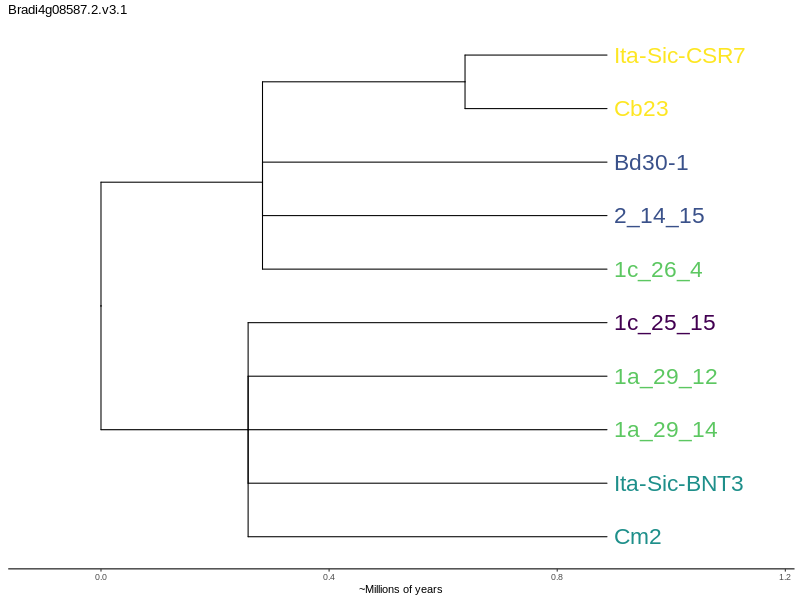 Bradi4g08587.2.v3.1
Ita-Sic-CSR7
Cb23
Bd30-1
2_14_15
1c_26_4
1c_25_15
1a_29_12
1a_29_14
Ita-Sic-BNT3
Cm2
0.0 0.4 0.8 1.2
~Millions of years